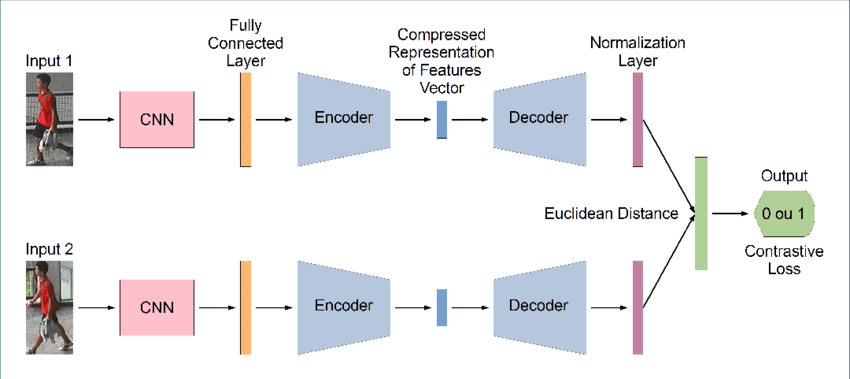 Input 1
CNN
Fully
Connected
Layer
Encoder
Compressed
Representation
of Features
Vector
Decoder
Normalization
Layer
Euclidean Distance
Output
0 ou 1
Contrastive
Loss
Input 2
CNN
Encoder
Decoder